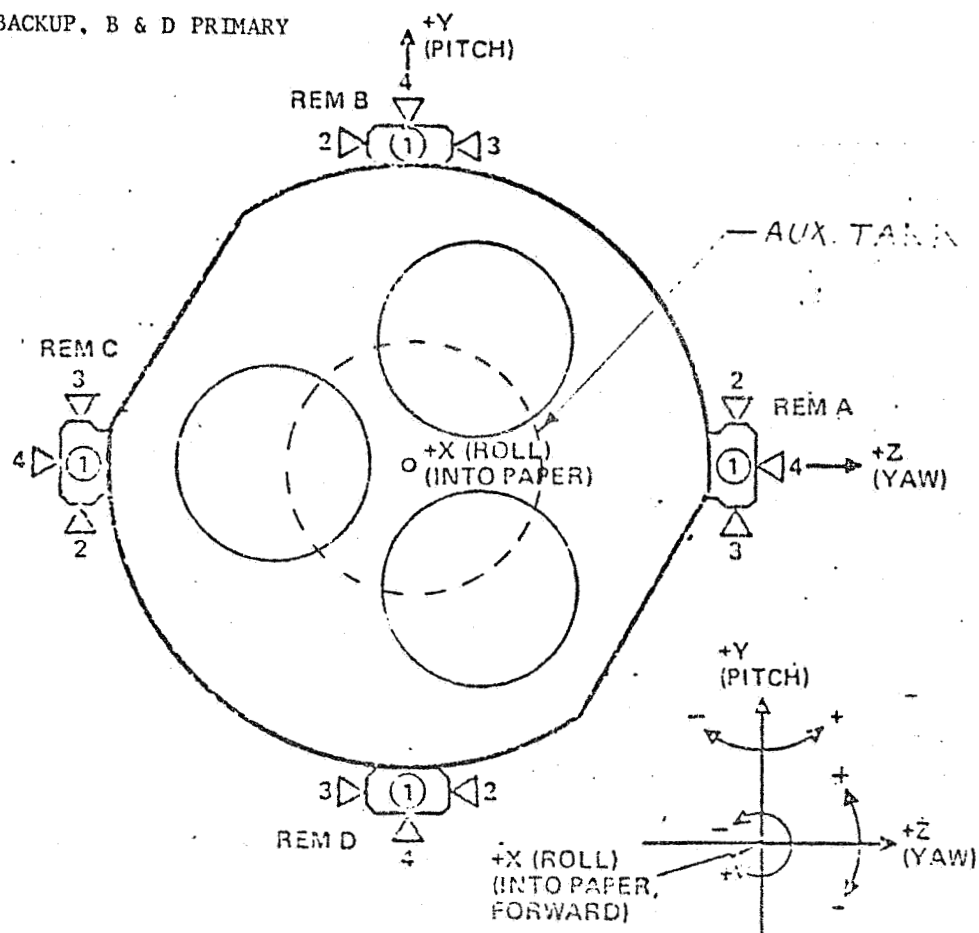 BACKUP, B & D PRIMARY
+Y
(PITCH)
4
REM B
2
1
3
AUX. TANK
REM C
3
4
1
2
+X (ROLL)
(INTO PAPER)
2
REM A
1
4
+Z
(YAW)
3
3
1
2
REM D
4
+Y
(PITCH)
-
+
+
-
+Z
(YAW)
+X (ROLL)
(INTO PAPER,
FORWARD)
-